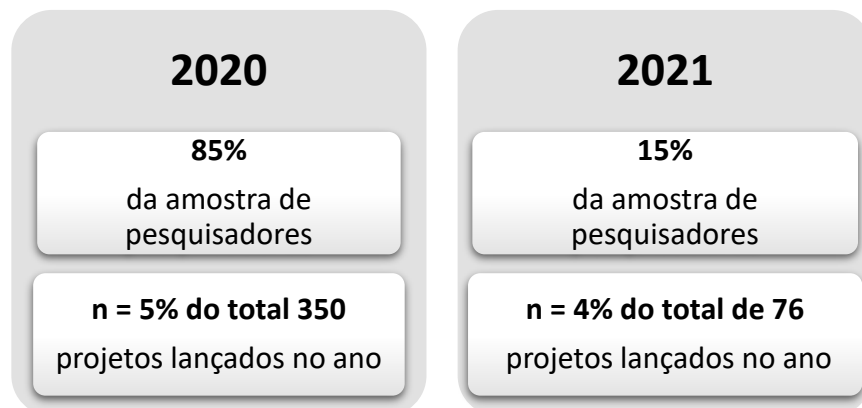 2020
85%
da amostra de
pesquisadores
n = 5% do total 350
projetos lançados no ano
2021
15%
da amostra de
pesquisadores
n = 4% do total de 76
projetos lançados no ano